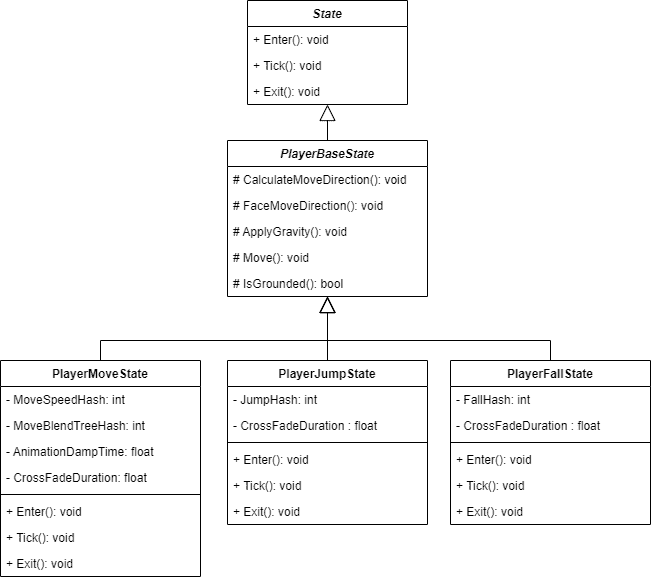 State
+ Enter(): void
+ Tick(): void
+ Exit(): void
PlayerBaseState
# CalculateMoveDirection(): void
# FaceMoveDirection(): void
# ApplyGravity(): void
# Move(): void
# IsGrounded(): bool
PlayerMoveState
- MoveSpeedHash: int
- MoveBlendTreeHash: int
- AnimationDampTime: float
- CrossFadeDuration: float
+ Enter(): void
+ Tick(): void
+ Exit(): void
PlayerJumpState
- JumpHash: int
- CrossFadeDuration : float
+ Enter(): void
+ Tick(): void
+ Exit(): void
PlayerFallState
- FallHash: int
- CrossFadeDuration : float
+ Enter(): void
+ Tick(): void
+ Exit(): void